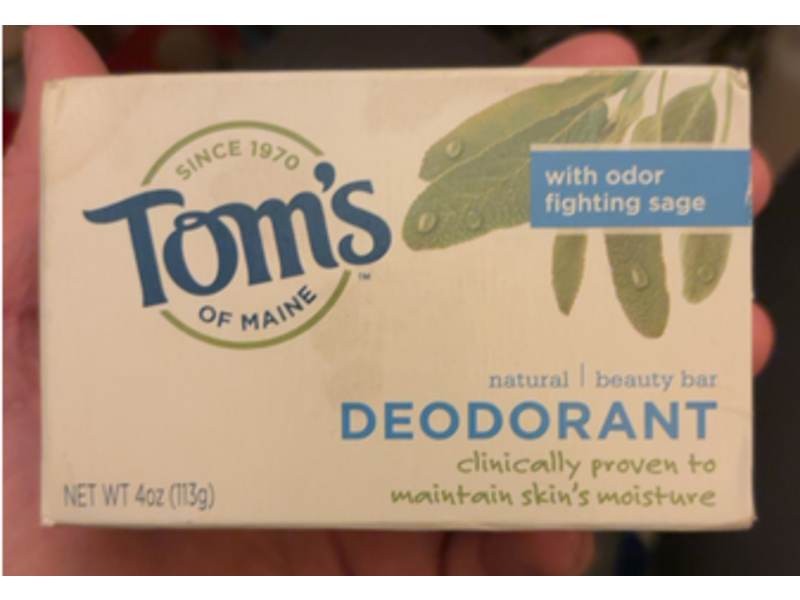 SINCE 1970
Tom's
OF MAINE
™
with odor
fighting sage
natural | beauty bar
DEODORANT
clinically proven to
maintain skin's moisture
NET WT 4oz (113g)